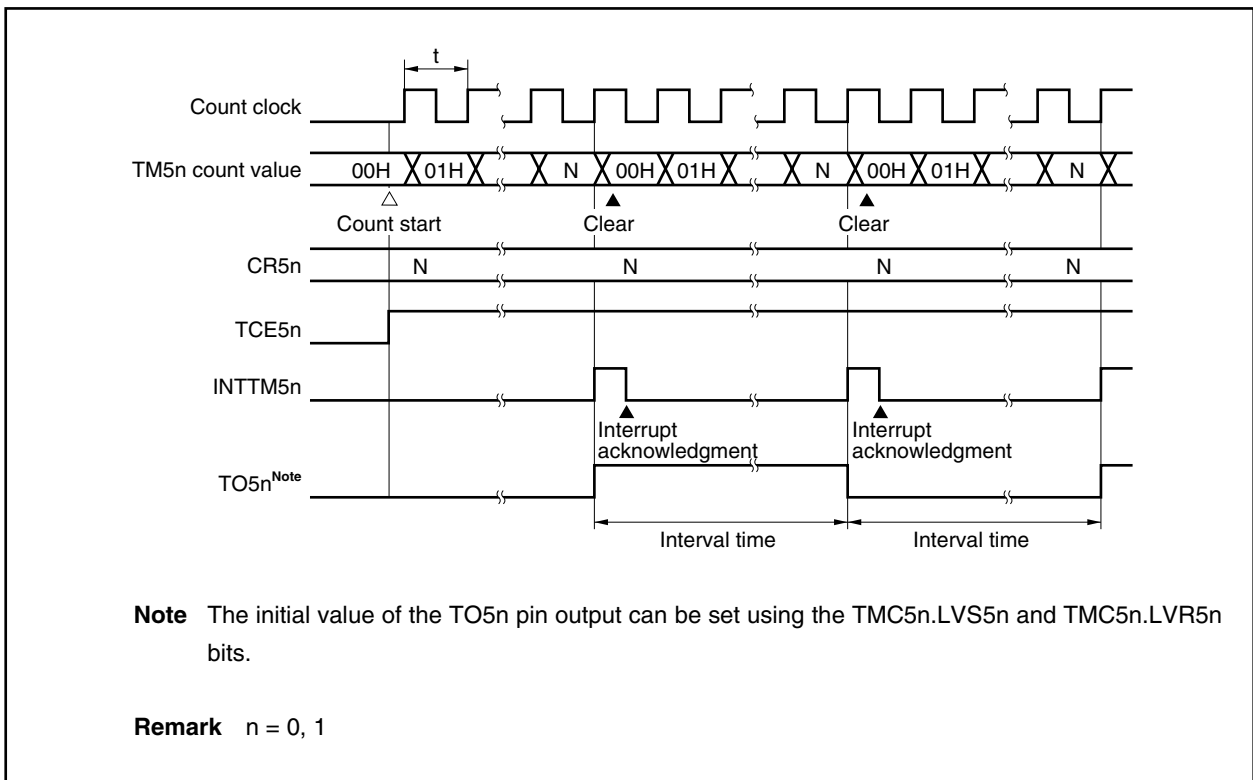 t
Count clock
TM5n count value 00H 01H N 00H 01H N 00H 01H N
Count start Clear Clear
CR5n N N N N
TCE5n
INTTM5n
Interrupt acknowledgment Interrupt acknowledgment
TO5nNote
Interval time Interval time
Note The initial value of the TO5n pin output can be set using the TMC5n.LVS5n and TMC5n.LVR5n
bits.
Remark n = 0, 1